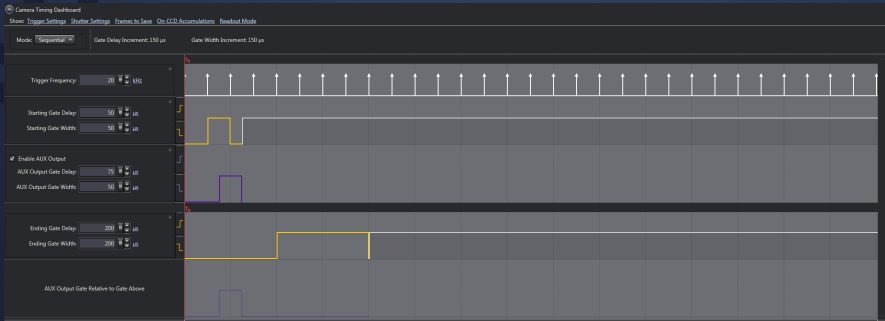 Camera Timing Dashboard
Show: Trigger Settings Shutter Settings Frames to Save On-CCD Accumulations Readout Mode
Mode: Sequential Gate Delay Increment: 150 µs Gate Width Increment: 150 µs
Trigger Frequency: 20 kHz
Starting Gate Delay: 50 µs
Starting Gate Width: 50 µs
Enable AUX Output
AUX Output Gate Delay: 75 µs
AUX Output Gate Width: 50 µs
Ending Gate Delay: 200 µs
Ending Gate Width: 200 µs
AUX Output Gate Relative to Gate Above